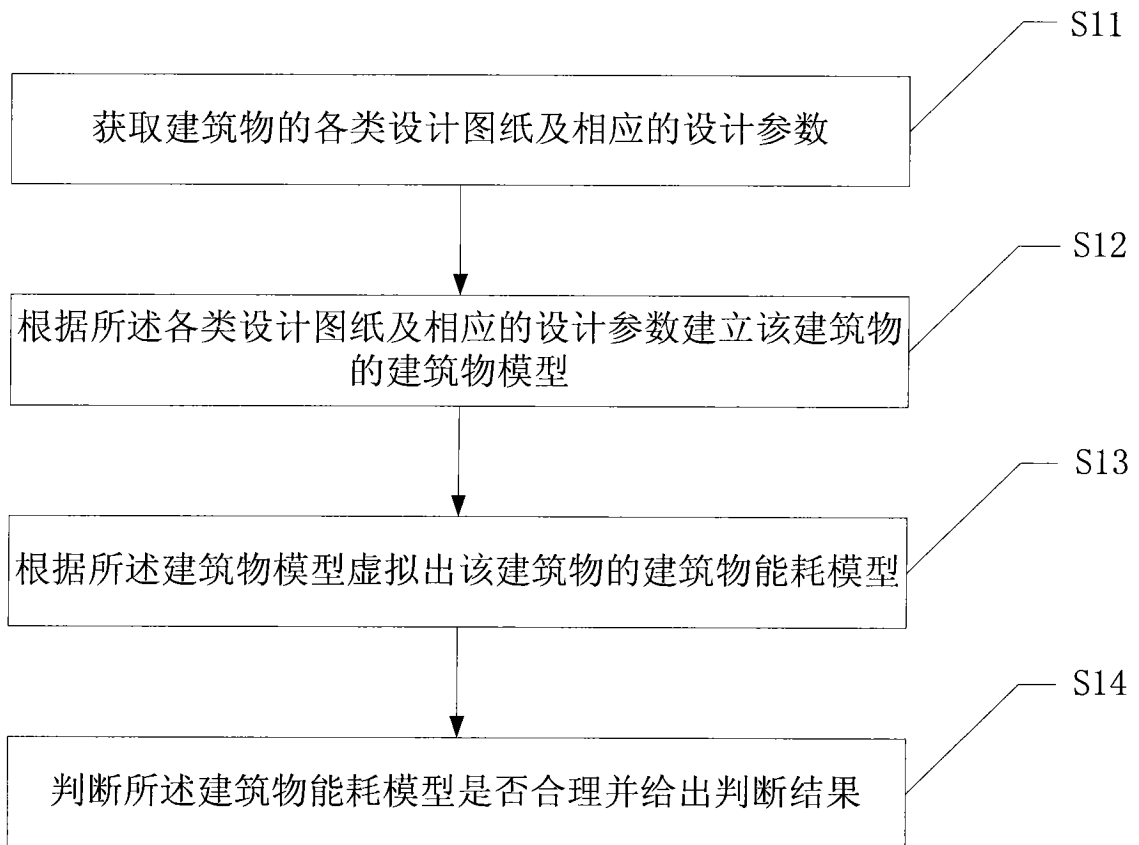 S11
获取建筑物的各类设计图纸及相应的设计参数
S12
根据所述各类设计图纸及相应的设计参数建立该建筑物
的建筑物模型
S13
根据所述建筑物模型虚拟出该建筑物的建筑物能耗模型
S14
判断所述建筑物能耗模型是否合理并给出判断结果